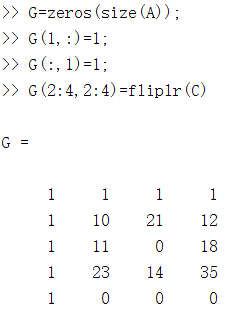 >> G=zeros(size(A));
>> G(1,:)=1;
>> G(:,1)=1;
>> G(2:4,2:4)=fliplr(C)
G =
1 1 1 1
1 10 21 12
1 11 0 18
1 23 14 35
1 0 0 0